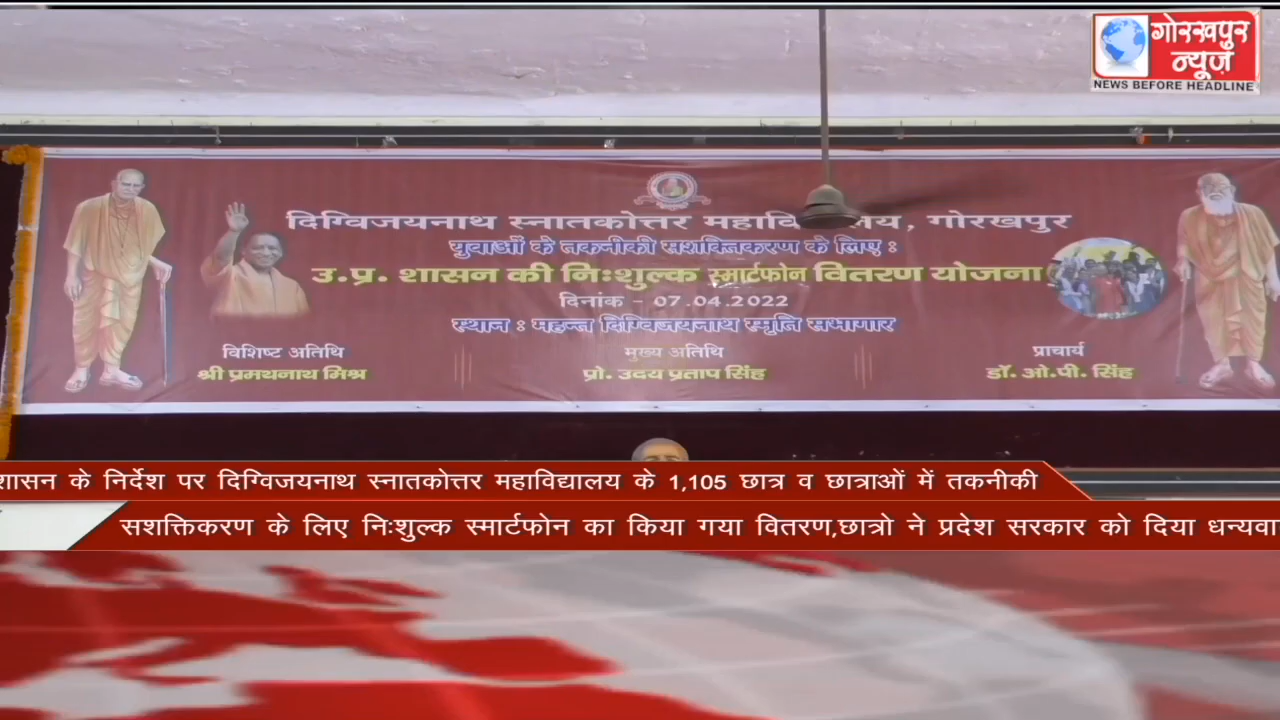 गोरखपुर
न्यूज़
NEWS BEFORE HEADLINE
दिग्विजयनाथ स्नातकोत्तर गोरखपुर
युवाओं के तकनीकी सशक्तिकरण के लिए :
उ.प्र. शासन की निःशुल्क स्मार्टफोन वितरण योजना
दिनांक - 07.04.2022
स्थान : महन्त दिग्विजयनाथ स्मृति सभागार
विशिष्ट अतिथि
श्री प्रमथनाथ मिश्र
मुख्य अतिथि
प्रो. उदय प्रताप सिंह
प्राचार्य
डॉ. ओ.पी. सिंह
शासन के निर्देश पर दिग्विजयनाथ स्नातकोत्तर महाविद्यालय के 1,105 छात्र व छात्राओं में तकनीकी
सशक्तिकरण के लिए निःशुल्क स्मार्टफोन का किया गया वितरण,छात्रो ने प्रदेश सरकार को दिया धन्यवा